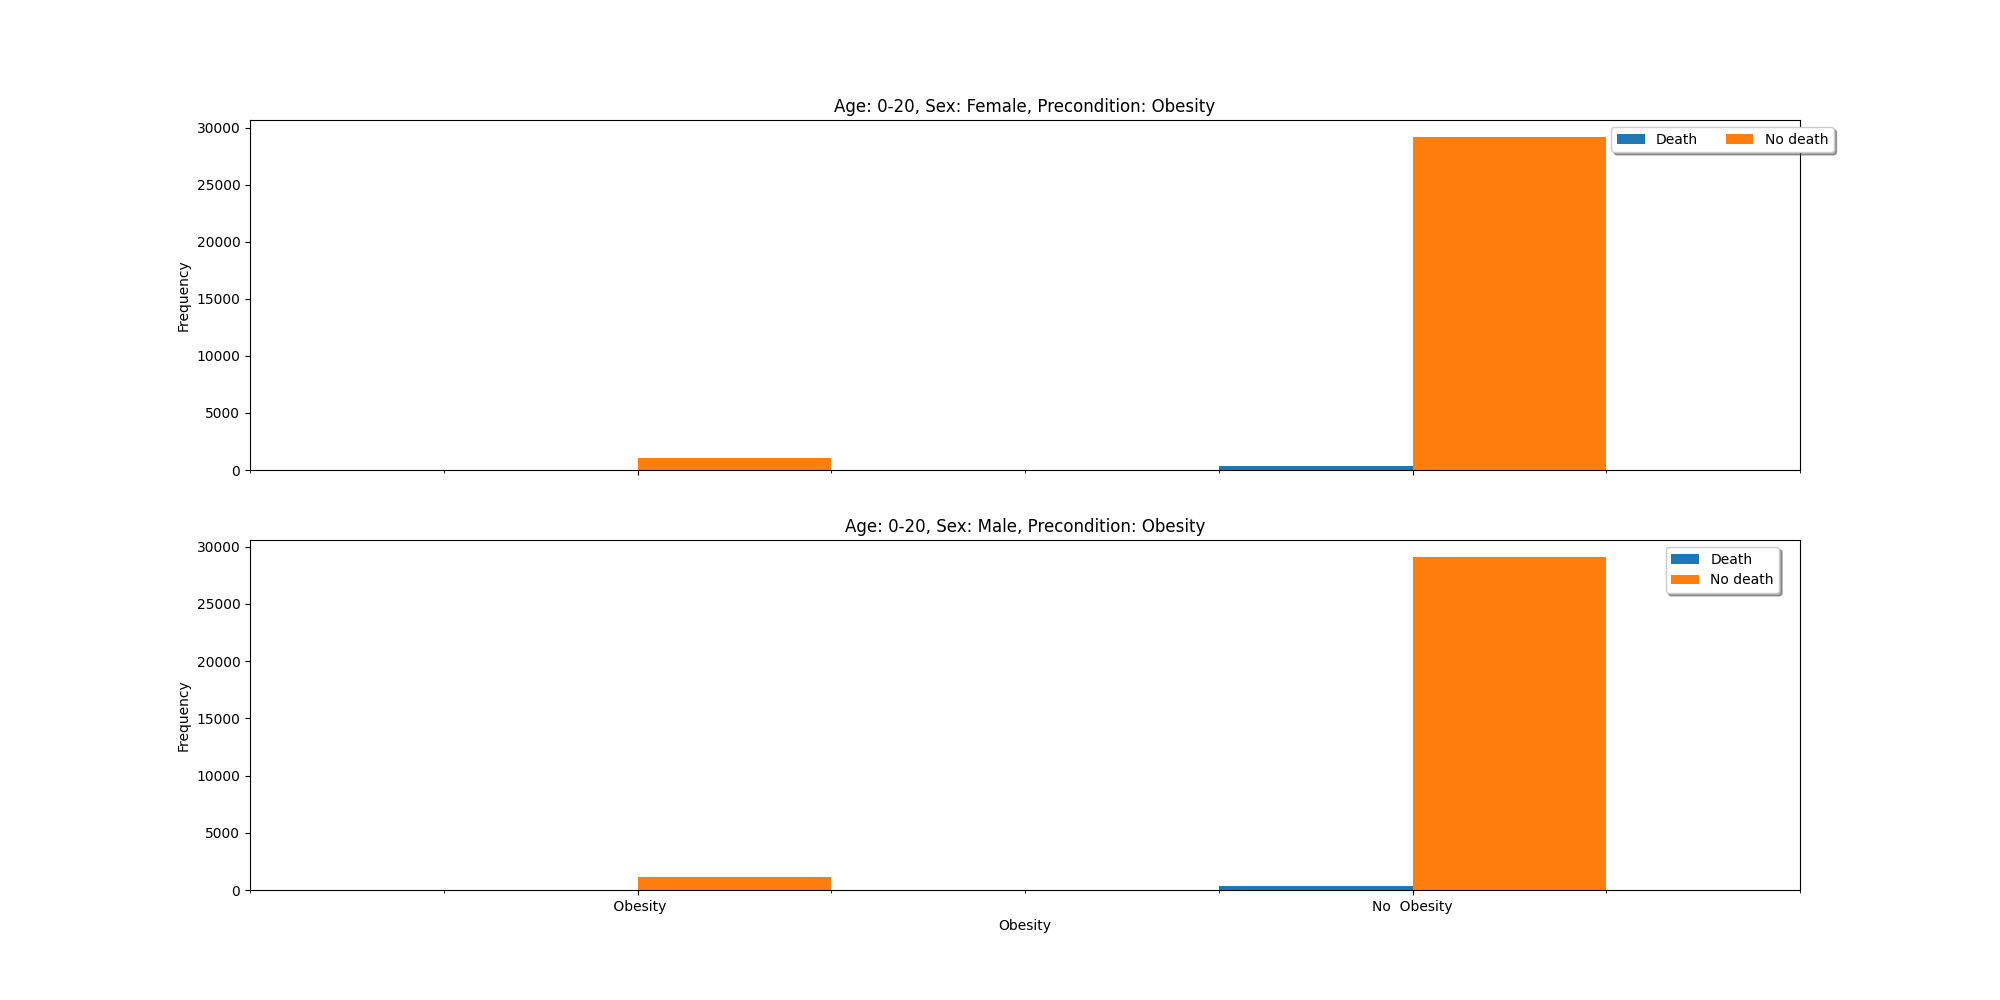 Age: 0-20, Sex: Female, Precondition: Obesity
30000
25000
20000
15000
10000
5000
0
Frequency
Death No death
Age: 0-20, Sex: Male, Precondition: Obesity
30000
25000
20000
15000
10000
5000
0
Frequency
Death
No death
Obesity No  Obesity
Obesity